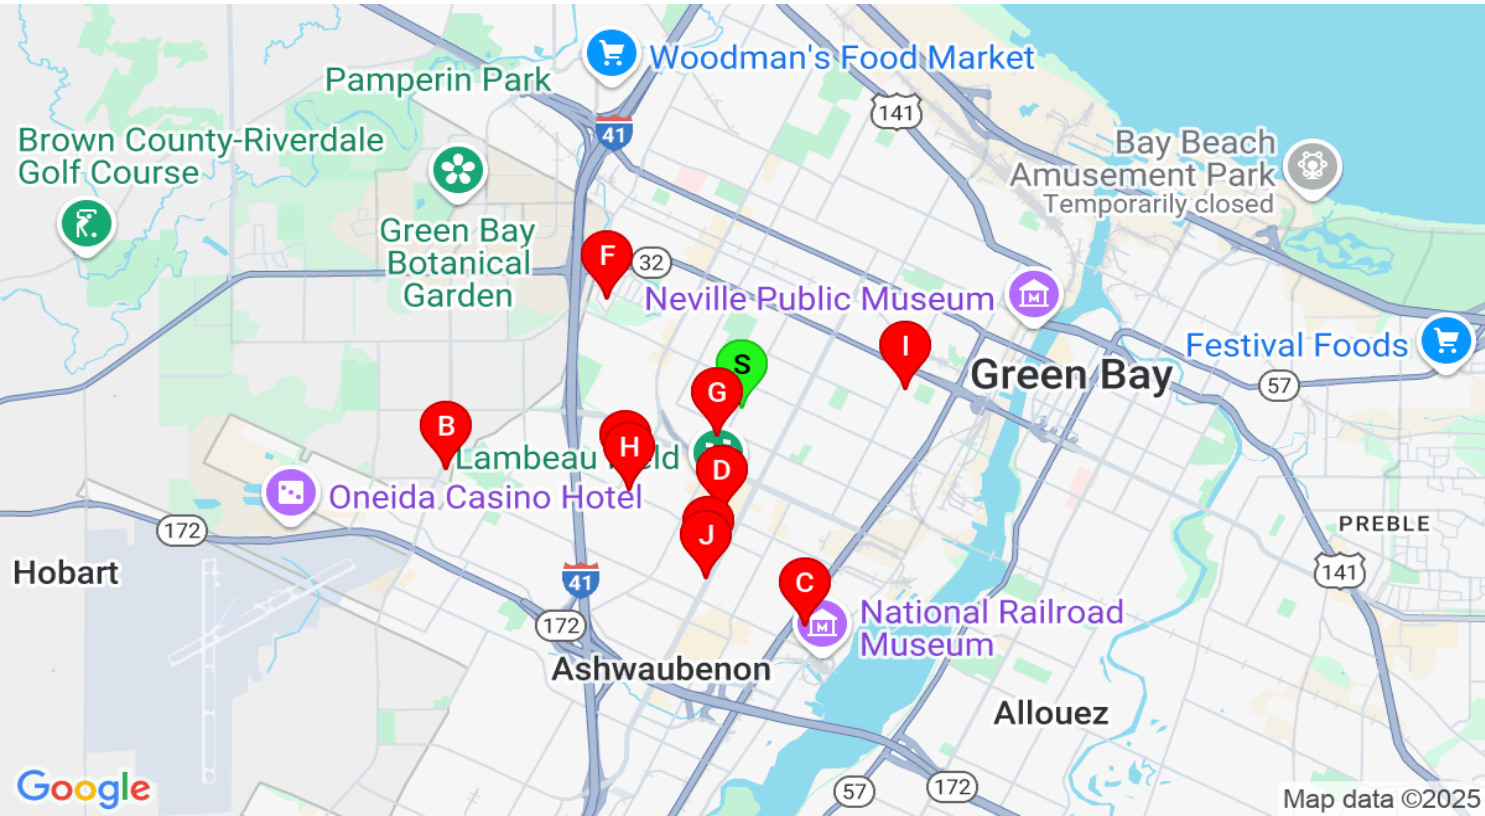 Woodman's Food Market
Pamperin Park
141
41
Brown County-Riverdale
Golf Course
Bay Beach
Amusement Park
Temporarily closed
Green Bay
Botanical
Garden
F
32
Neville Public Museum
I
Festival Foods
S
Green Bay
57
G
B
H
Lambeau
D
Oneida Casino Hotel
172
PREBLE
J
Hobart
41
C
141
172
National Railroad
Museum
Ashwaubenon
Allouez
Google
57
172
Map data ©2025